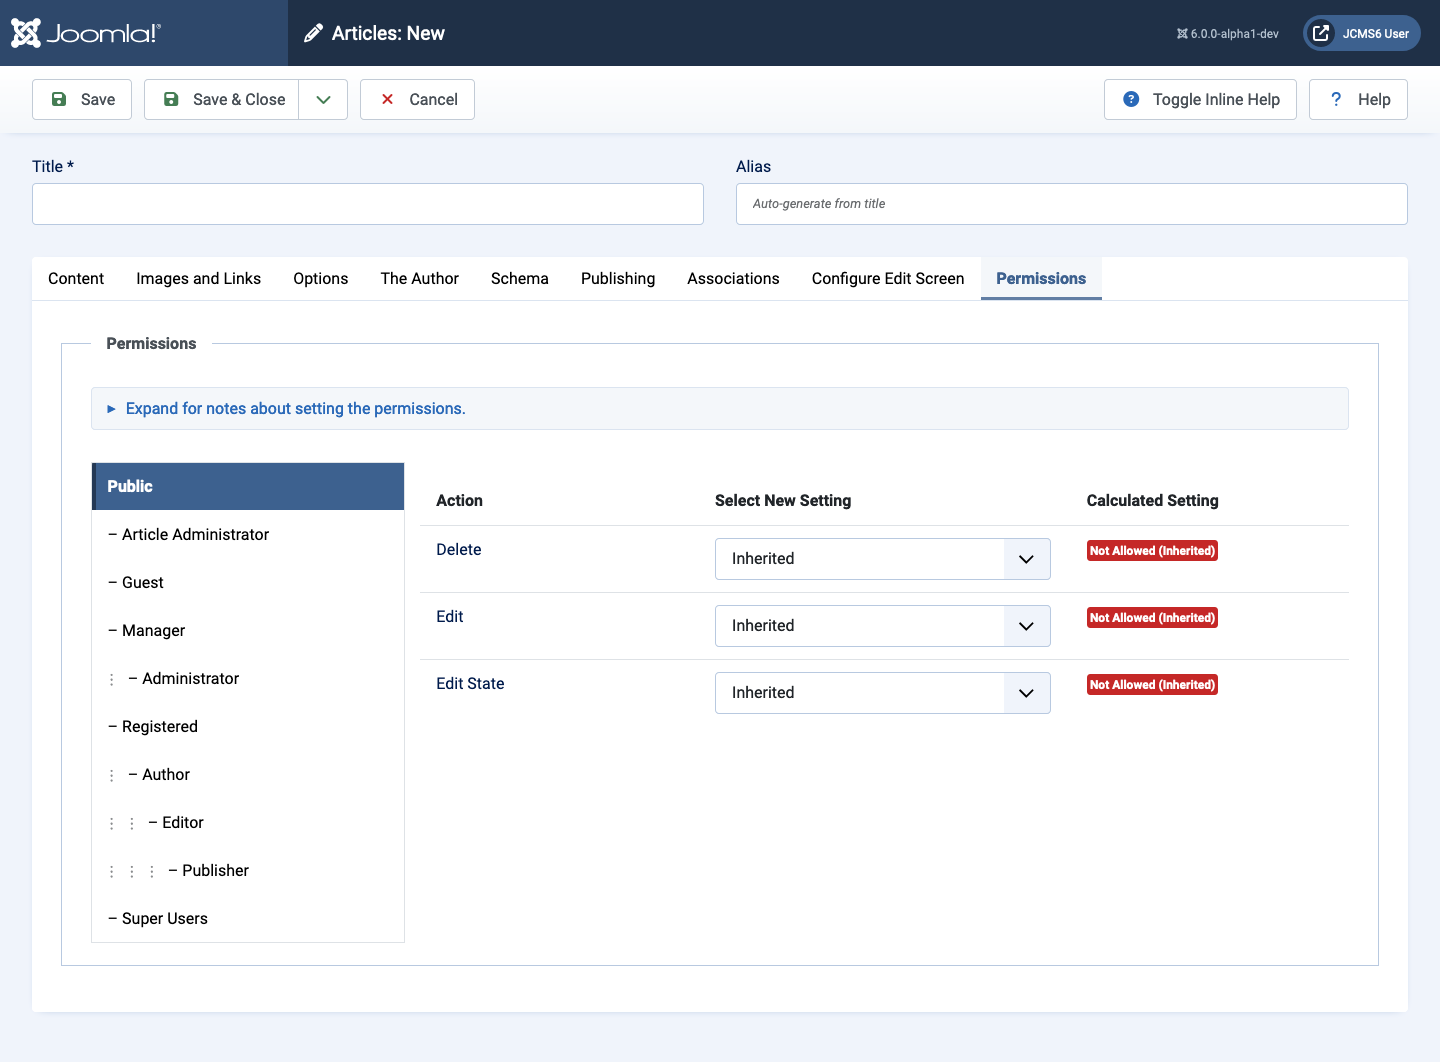 Joomla!®
Articles: New
6.0.0-alpha1-dev
JCMS6 User
Save
Save & Close
Cancel
Toggle Inline Help
? Help
Title *
Alias
Auto-generate from title
Content
Images and Links
Options
The Author
Schema
Publishing
Associations
Configure Edit Screen
Permissions
Permissions
Expand for notes about setting the permissions.
Public
– Article Administrator
– Guest
– Manager
⋮ – Administrator
– Registered
⋮ – Author
⋮ ⋮ – Editor
⋮ ⋮ ⋮ – Publisher
– Super Users
Action Select New Setting Calculated Setting
Delete Inherited Not Allowed (Inherited)
Edit Inherited Not Allowed (Inherited)
Edit State Inherited Not Allowed (Inherited)